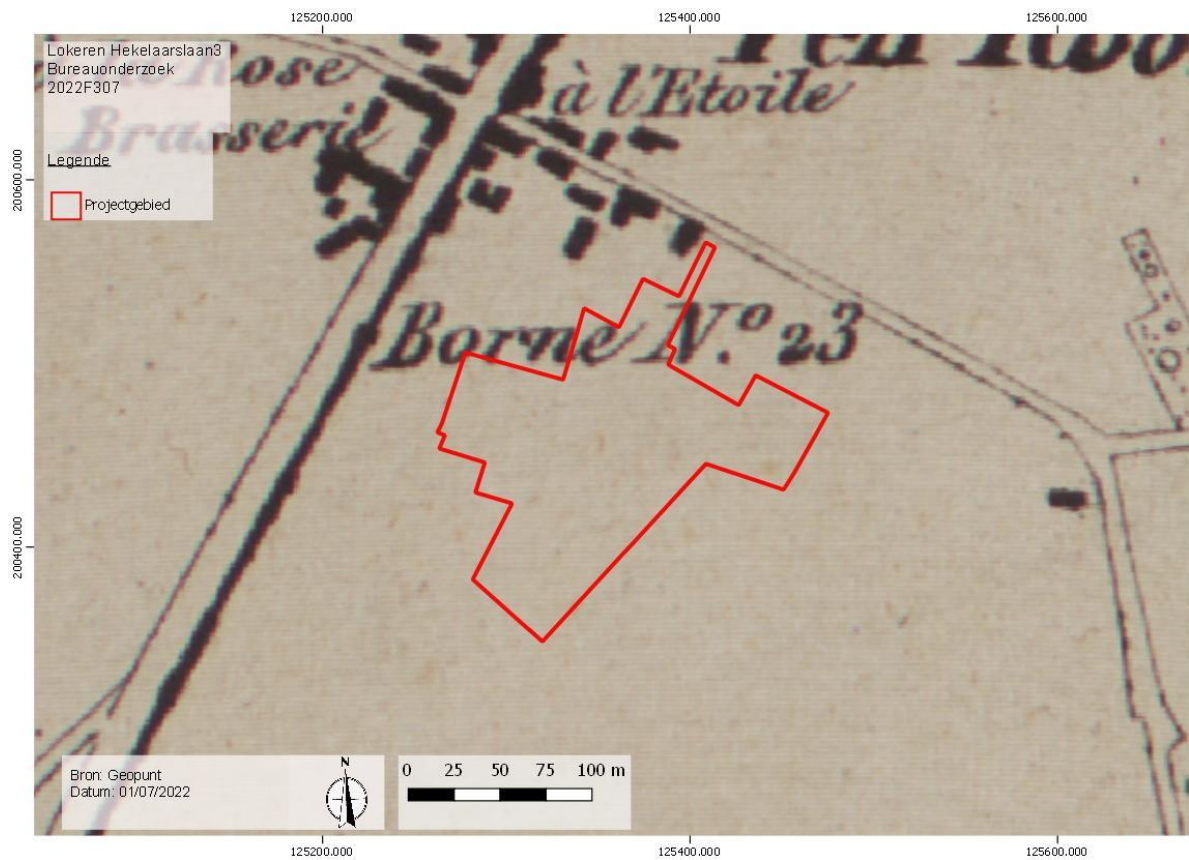 125200.000 125400.000 125600.000
Lokeren Hekelaarslaan3
Bureauonderzoek
2022F307
Rose
Brasserie
à l'Etoile
Legende
Projectgebied
200600.000
Borne N.º 23
200400.000
Bron: Geopunt
Datum: 01/07/2022
N
0 25 50 75 100 m
125200.000 125400.000 125600.000